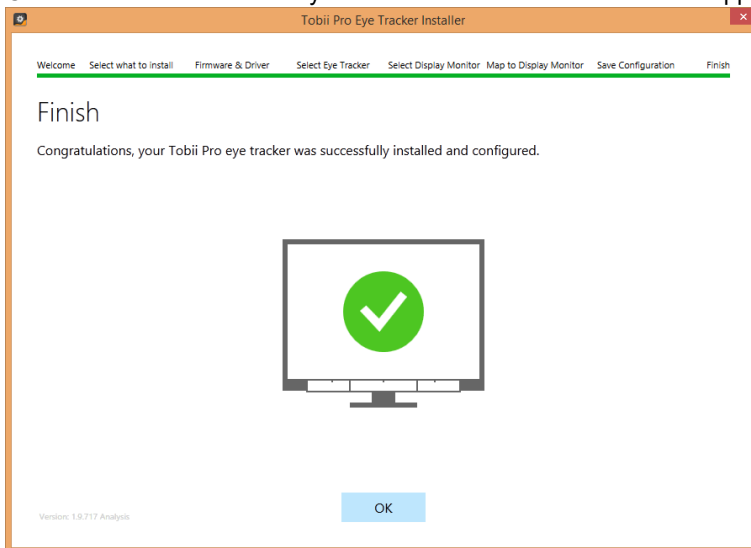 Tobii Pro Eye Tracker Installer
Welcome Select what to install Firmware & Driver Select Eye Tracker Select Display Monitor Map to Display Monitor Save Configuration Finish
Finish
Congratulations, your Tobii Pro eye tracker was successfully installed and configured.
OK
Version: 1.9.717 Analysis